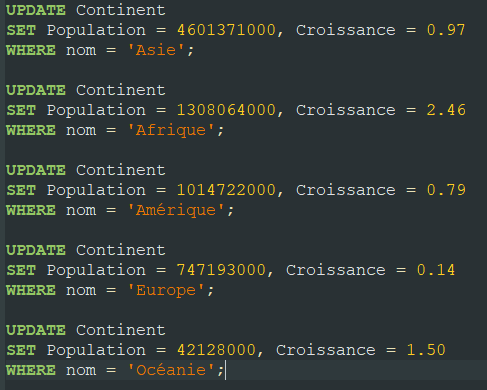 UPDATE Continent
SET Population = 4601371000, Croissance = 0.97
WHERE nom = 'Asie';
UPDATE Continent
SET Population = 1308064000, Croissance = 2.46
WHERE nom = 'Afrique';
UPDATE Continent
SET Population = 1014722000, Croissance = 0.79
WHERE nom = 'Amérique';
UPDATE Continent
SET Population = 747193000, Croissance = 0.14
WHERE nom = 'Europe';
UPDATE Continent
SET Population = 42128000, Croissance = 1.50
WHERE nom = 'Océanie';